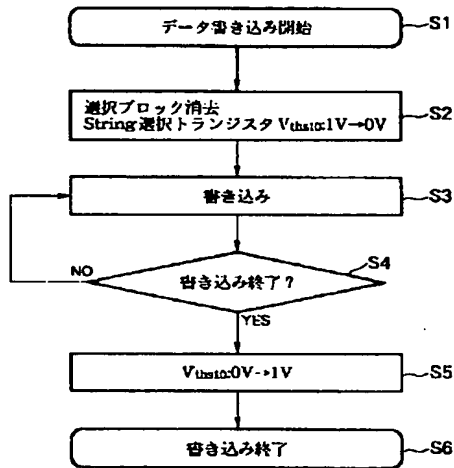 データ書き込み開始
S1
選択ブロック消去
String選択トランジスタ Vths10:1V→0V
S2
書き込み
S3
書き込み終了?
S4
NO
YES
Vths10:0V→1V
S5
書き込み終了
S6